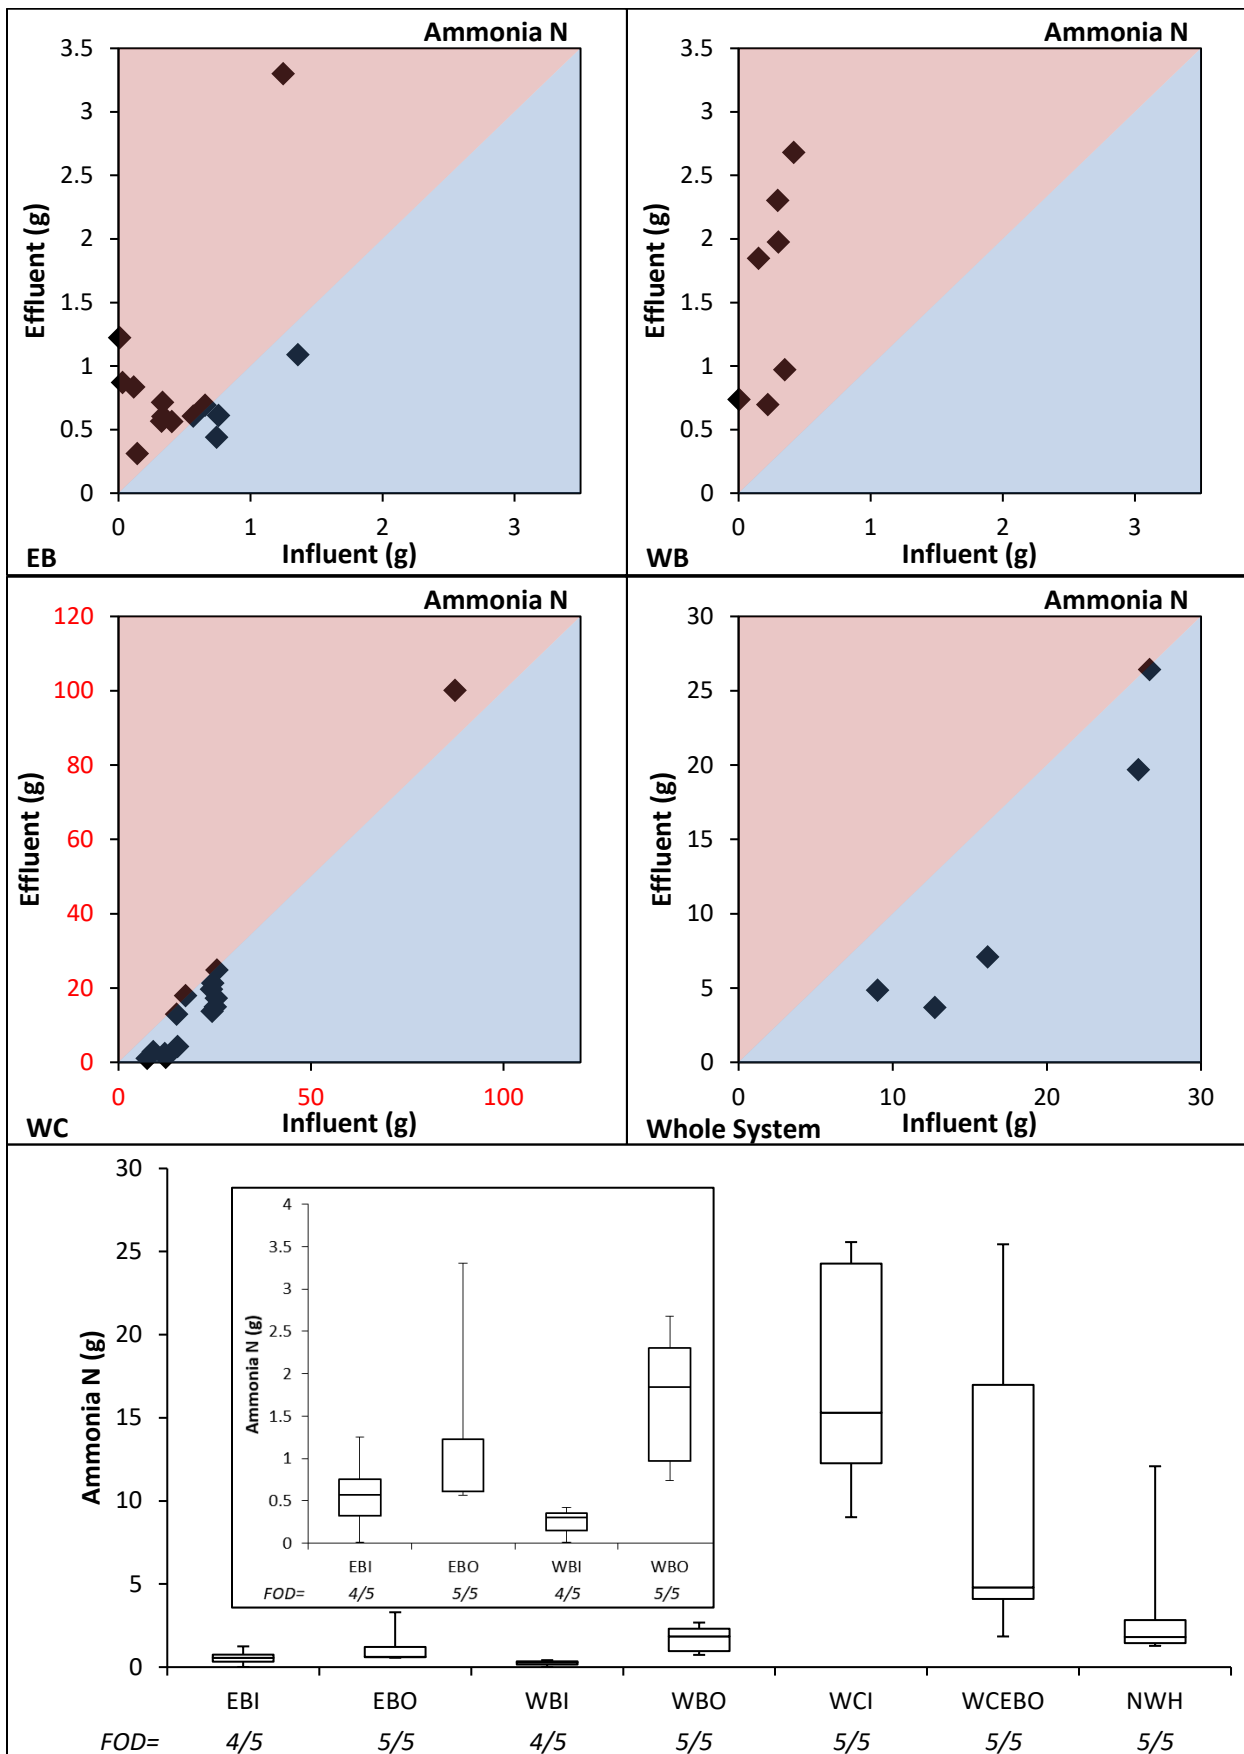 Ammonia N
3.5
3
2.5
2
1.5
1
0.5
0
Effluent (g)
0 1 2 3
Influent (g)
EB
Ammonia N
3.5
3
2.5
2
1.5
1
0.5
0
Effluent (g)
0 1 2 3
Influent (g)
WB
Ammonia N
120
100
80
60
40
20
0
Effluent (g)
0 50 100
Influent (g)
WC
Ammonia N
30
25
20
15
10
5
0
Effluent (g)
0 10 20 30
Influent (g)
Whole System
30
25
20
15
10
5
0
Ammonia N (g)
4
3.5
3
2.5
2
1.5
1
0.5
0
Ammonia N (g)
EBI EBO WBI WBO
FOD= 4/5 5/5 4/5 5/5
EBI EBO WBI WBO WCI WCEBO NWH
FOD= 4/5 5/5 4/5 5/5 5/5 5/5 5/5